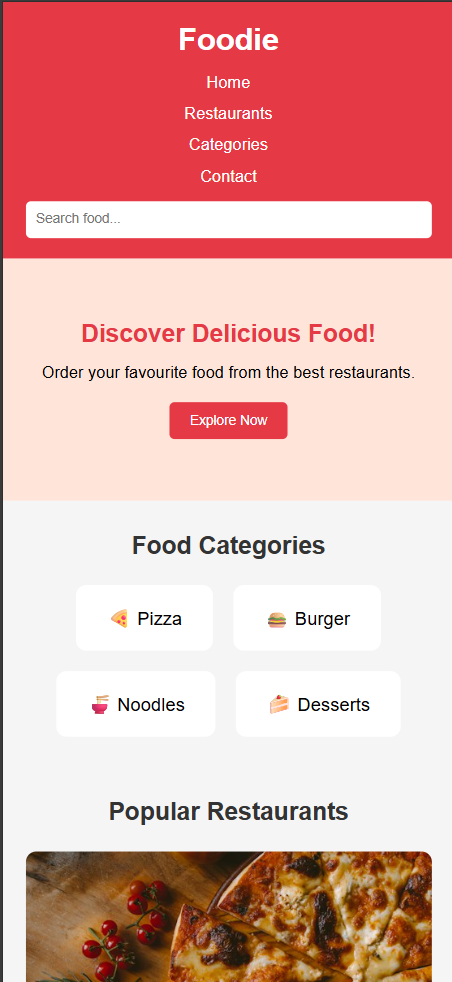 Foodie
Home
Restaurants
Categories
Contact
Search food...
Discover Delicious Food!
Order your favourite food from the best restaurants.
Explore Now
Food Categories
🍕 Pizza
🍔 Burger
🍜 Noodles
🍰 Desserts
Popular Restaurants